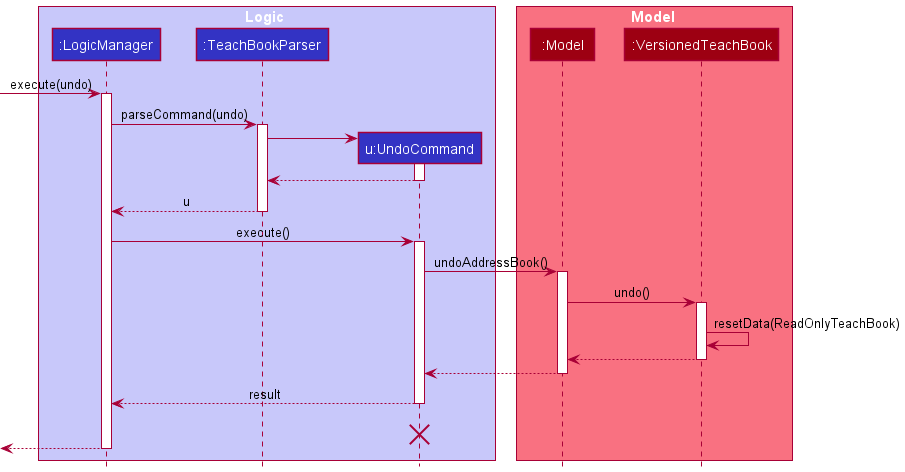 Logic
Model
:LogicManager
:TeachBookParser
:Model
:VersionedTeachBook
execute(undo)
parseCommand(undo)
u:UndoCommand
u
execute()
undoAddressBook()
undo()
resetData(ReadOnlyTeachBook)
result